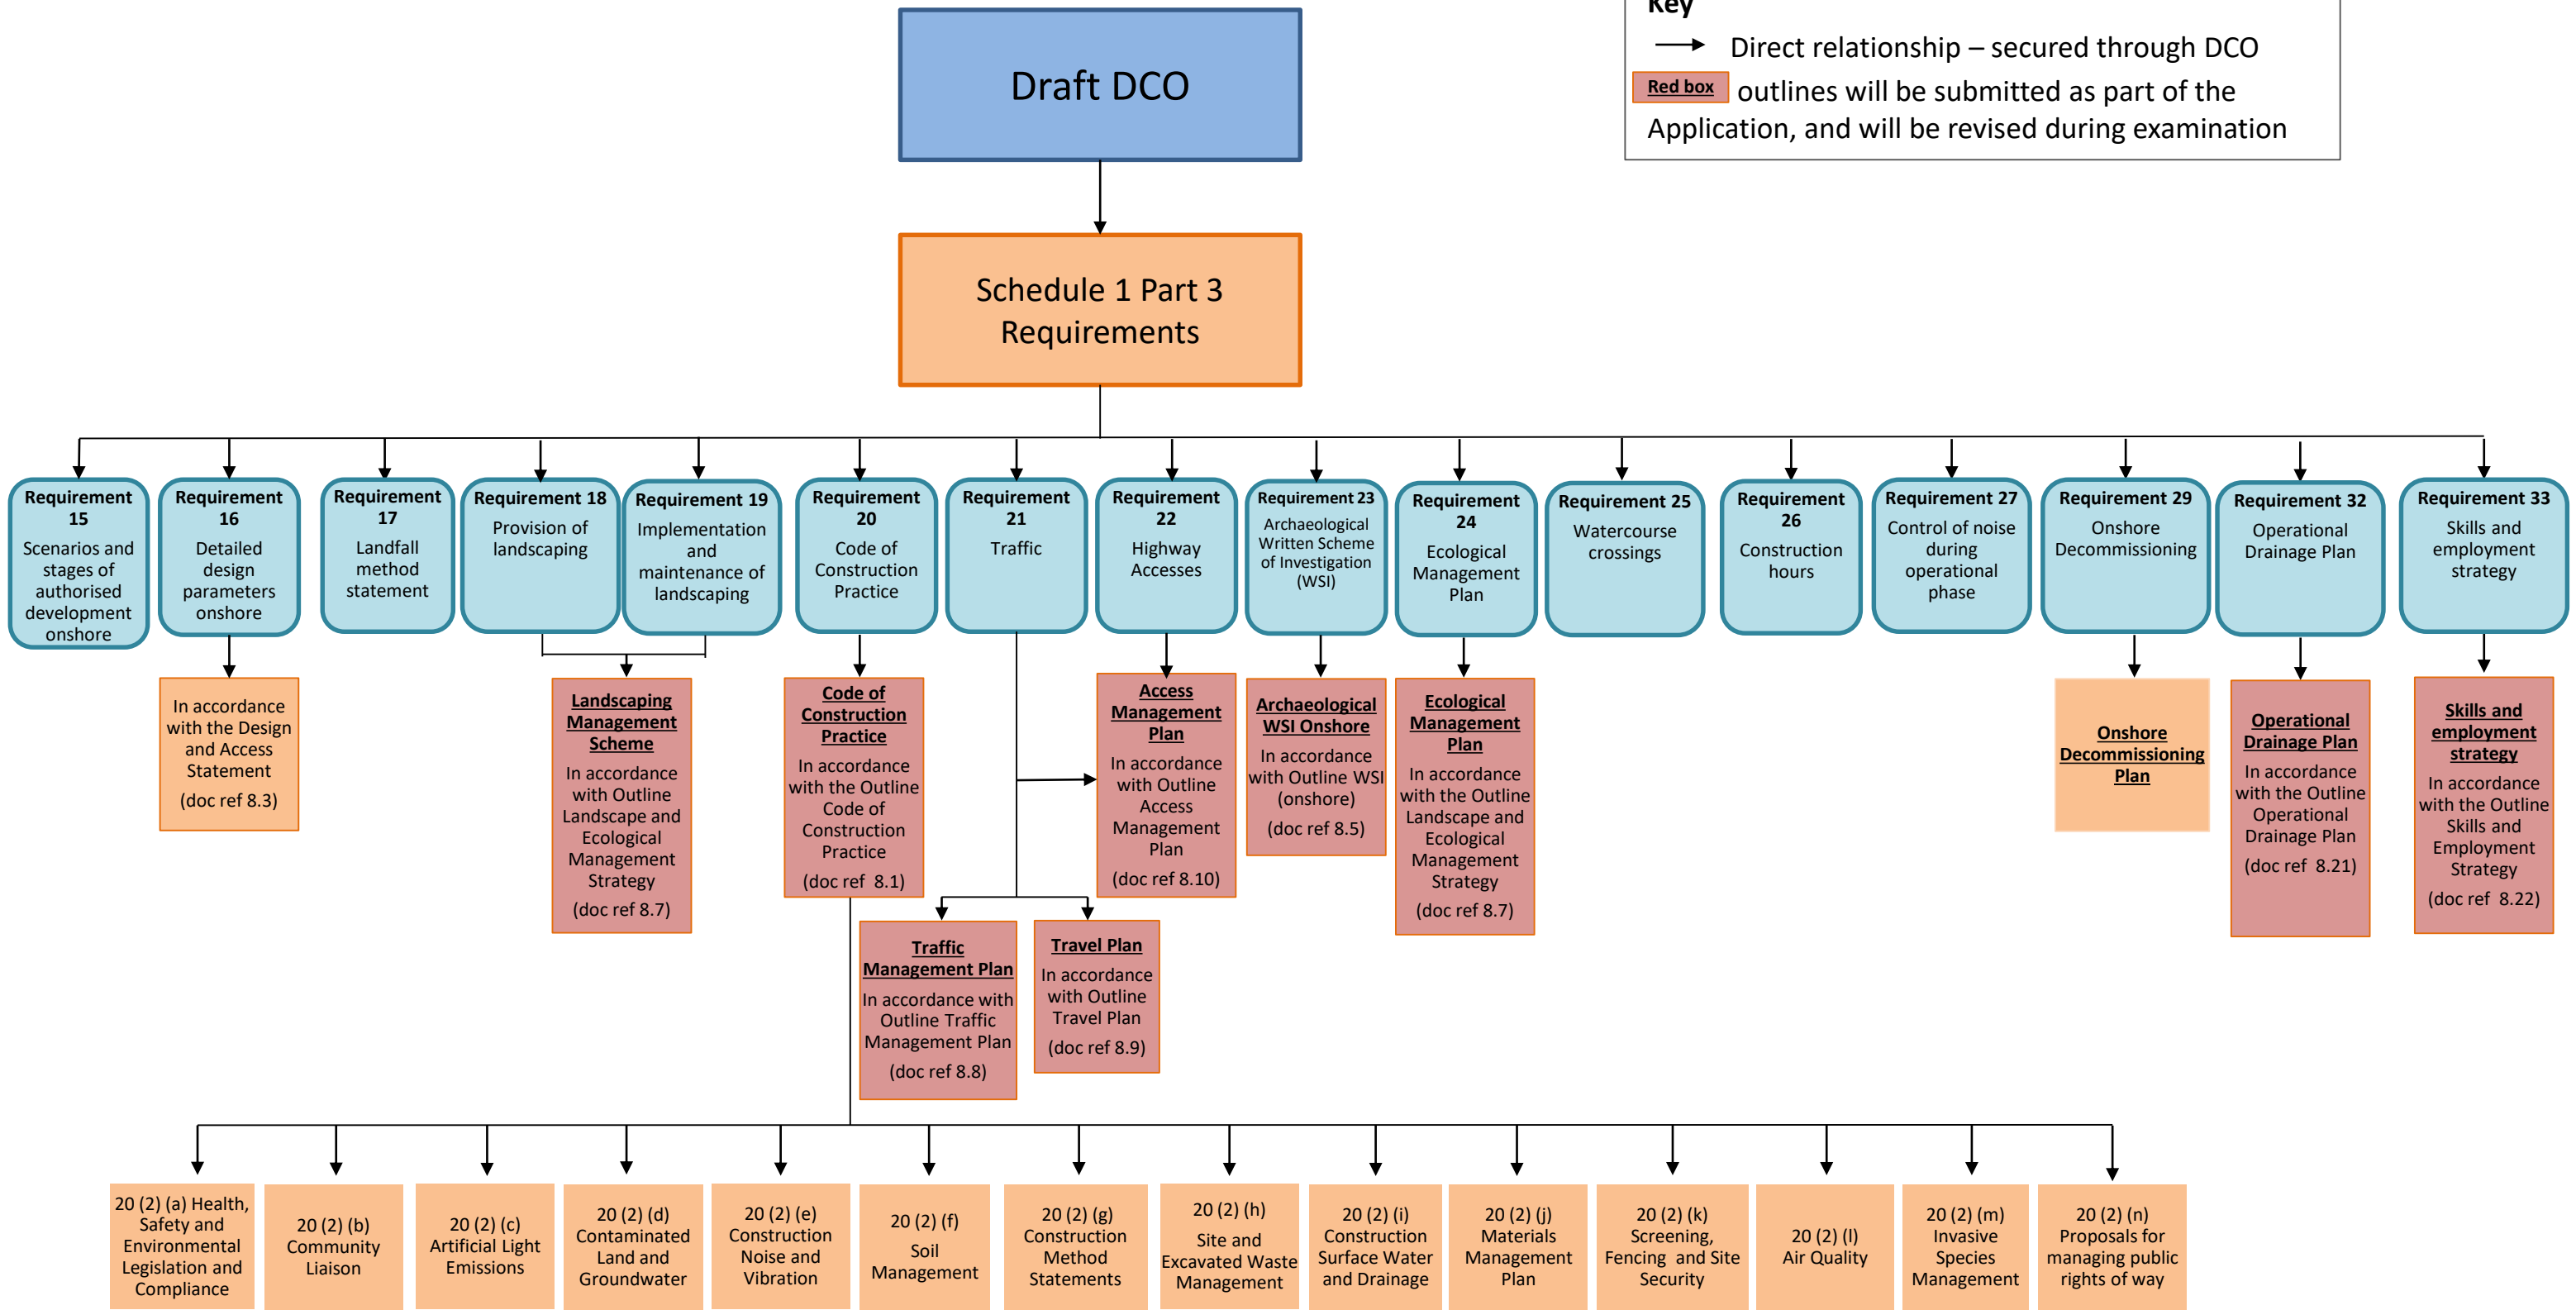 Key
Direct relationship – secured through DCO
Red box outlines will be submitted as part of the
Application, and will be revised during examination
Draft DCO
Schedule 1 Part 3
Requirements
Requirement
15
Scenarios and
stages of
authorised
development
onshore
Requirement
16
Detailed
design
parameters
onshore
Requirement
17
Landfall
method
statement
Requirement 18
Provision of
landscaping
Requirement 19
Implementation
and
maintenance of
landscaping
Requirement
20
Code of
Construction
Practice
Requirement
21
Traffic
Requirement
22
Highway
Accesses
Requirement 23
Archaeological
Written Scheme
of Investigation
(WSI)
Requirement
24
Ecological
Management
Plan
Requirement 25
Watercourse
crossings
Requirement
26
Construction
hours
Requirement 27
Control of noise
during
operational
phase
Requirement 29
Onshore
Decommissioning
Requirement 32
Operational
Drainage Plan
Requirement 33
Skills and
employment
strategy
In accordance
with the Design
and Access
Statement
(doc ref 8.3)
Landscaping
Management
Scheme
In accordance
with Outline
Landscape and
Ecological
Management
Strategy
(doc ref 8.7)
Code of
Construction
Practice
In accordance
with the Outline
Code of
Construction
Practice
(doc ref 8.1)
Access
Management
Plan
In accordance
with Outline
Access
Management
Plan
(doc ref 8.10)
Archaeological
WSI Onshore
In accordance
with Outline WSI
(onshore)
(doc ref 8.5)
Ecological
Management
Plan
In accordance
with the Outline
Landscape and
Ecological
Management
Strategy
(doc ref 8.7)
Onshore
Decommissioning
Plan
Operational
Drainage Plan
In accordance
with the Outline
Operational
Drainage Plan
(doc ref 8.21)
Skills and
employment
strategy
In accordance
with the Outline
Skills and
Employment
Strategy
(doc ref 8.22)
Traffic
Management Plan
In accordance with
Outline Traffic
Management Plan
(doc ref 8.8)
Travel Plan
In accordance
with Outline
Travel Plan
(doc ref 8.9)
20 (2) (a) Health,
Safety and
Environmental
Legislation and
Compliance
20 (2) (b)
Community
Liaison
20 (2) (c)
Artificial Light
Emissions
20 (2) (d)
Contaminated
Land and
Groundwater
20 (2) (e)
Construction
Noise and
Vibration
20 (2) (f)
Soil
Management
20 (2) (g)
Construction
Method
Statements
20 (2) (h)
Site and
Excavated Waste
Management
20 (2) (i)
Construction
Surface Water
and Drainage
20 (2) (j)
Materials
Management
Plan
20 (2) (k)
Screening,
Fencing and Site
Security
20 (2) (l)
Air Quality
20 (2) (m)
Invasive
Species
Management
20 (2) (n)
Proposals for
managing public
rights of way